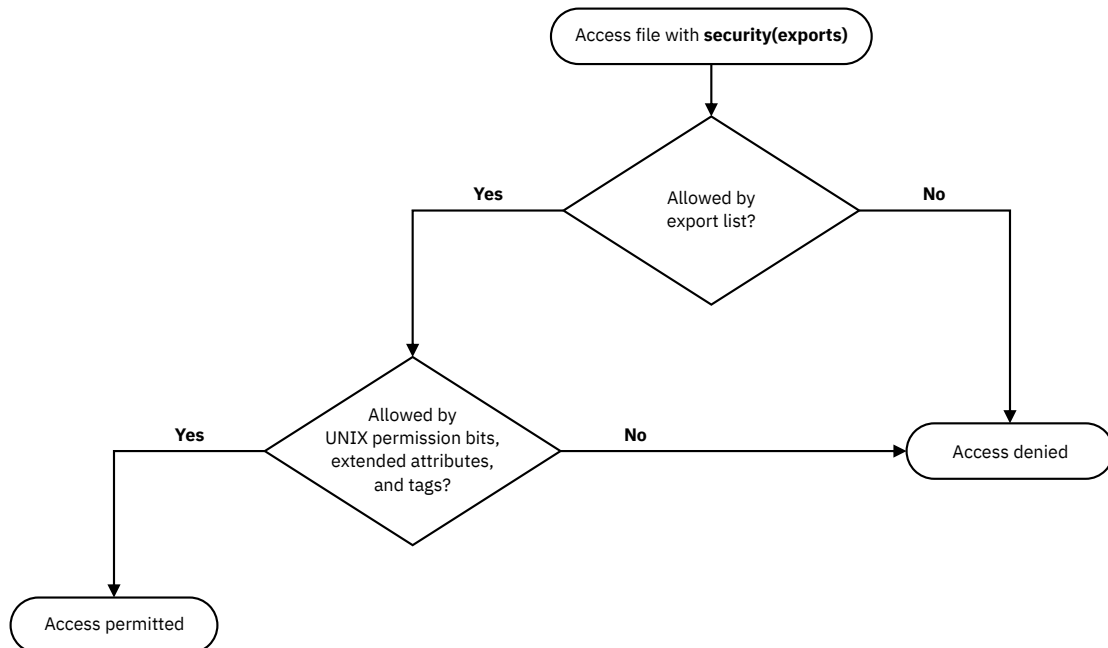 Access file with security(exports)
Yes
Allowed by
export list?
No
Yes
Allowed by
UNIX permission bits,
extended attributes,
and tags?
No
Access denied
Access permitted